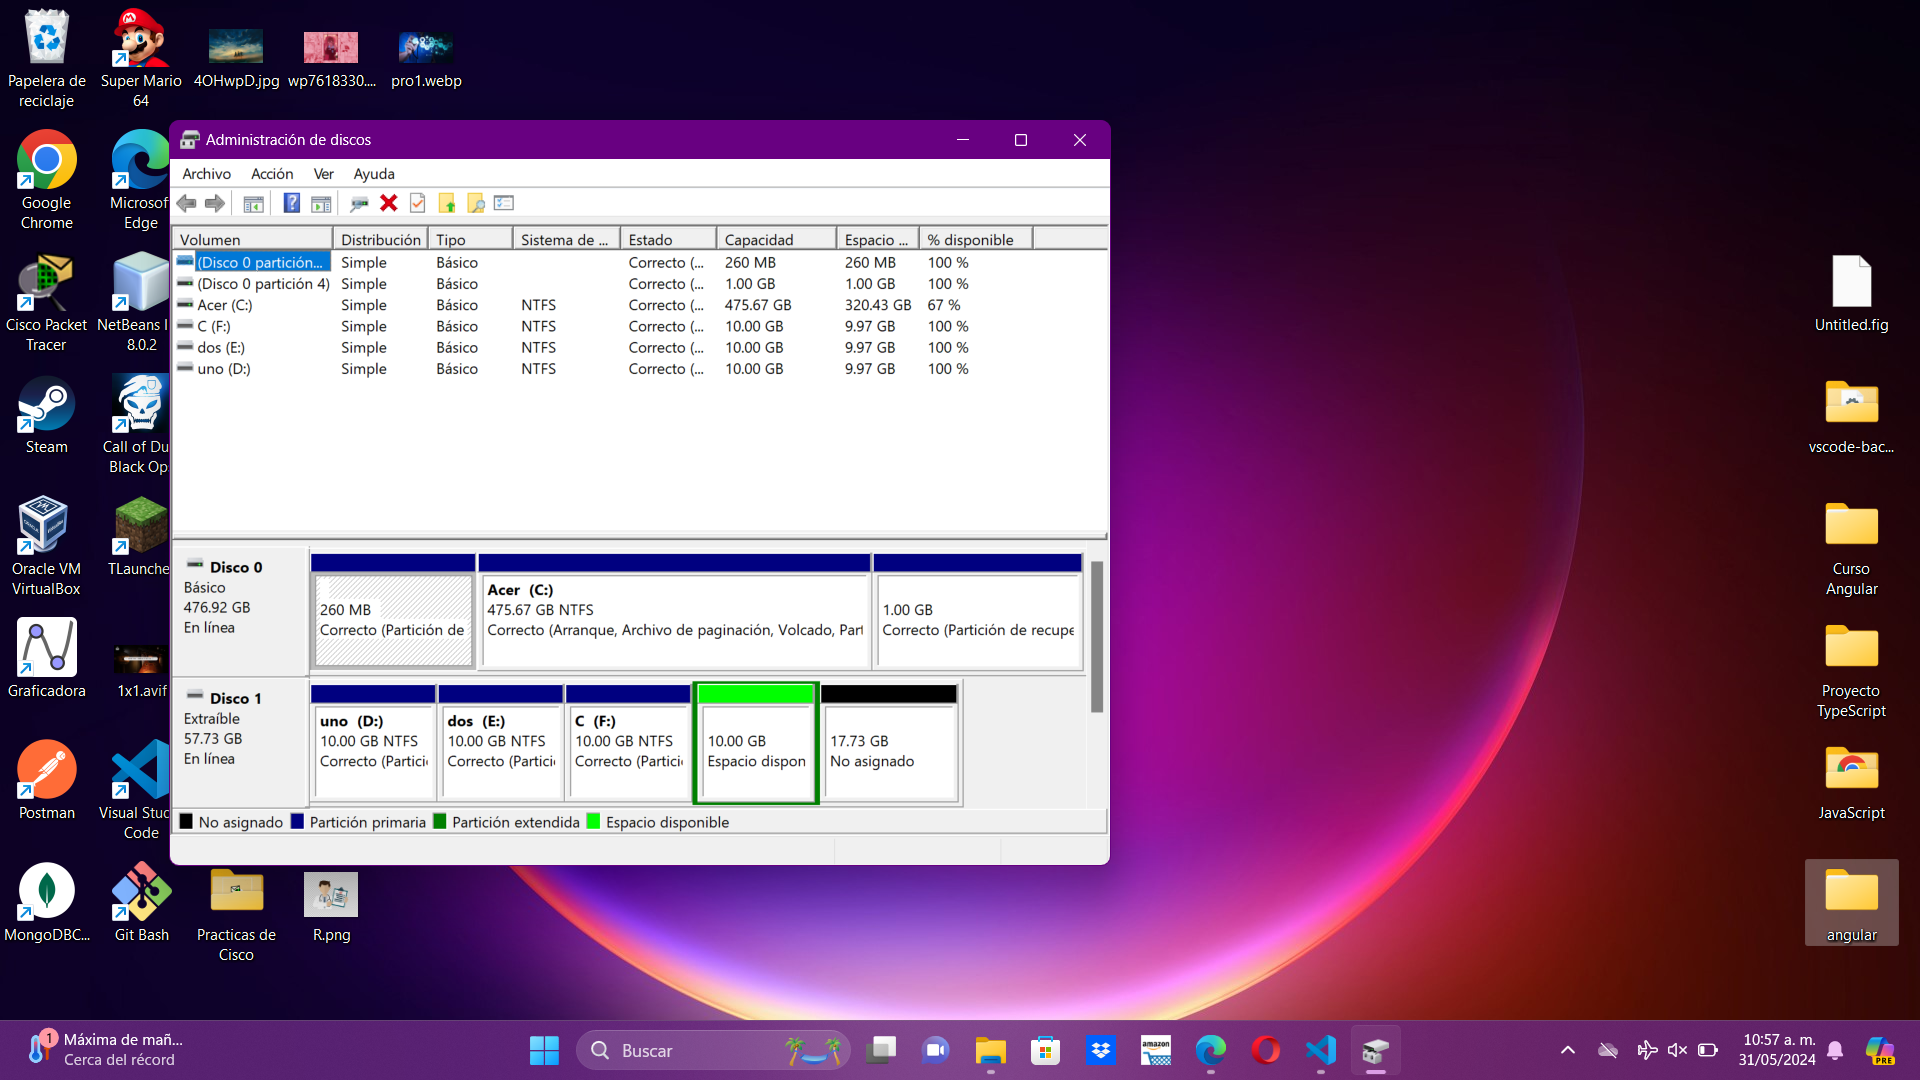 Papelera de
reciclaje
Super Mario
64
4OHwpD.jpg
wp7618330....
pro1.webp
Google
Chrome
Microsof
Edge
Cisco Packet
Tracer
NetBeans I
8.0.2
Steam
Call of Du
Black Op
Oracle VM
VirtualBox
TLaunche
Graficadora
1x1.avif
Postman
Visual Stuc
Code
MongoDBC...
Git Bash
Practicas de
Cisco
R.png
Administración de discos
Archivo Acción Ver Ayuda
Volumen Distribución Tipo Sistema de ... Estado Capacidad Espacio ... % disponible
(Disco 0 partición... Simple Básico Correcto (... 260 MB 260 MB 100 %
(Disco 0 partición 4) Simple Básico Correcto (... 1.00 GB 1.00 GB 100 %
Acer (C:) Simple Básico NTFS Correcto (... 475.67 GB 320.43 GB 67 %
C (F:) Simple Básico NTFS Correcto (... 10.00 GB 9.97 GB 100 %
dos (E:) Simple Básico NTFS Correcto (... 10.00 GB 9.97 GB 100 %
uno (D:) Simple Básico NTFS Correcto (... 10.00 GB 9.97 GB 100 %
Disco 0
Básico
476.92 GB
En línea
260 MB
Correcto (Partición de
Acer (C:)
475.67 GB NTFS
Correcto (Arranque, Archivo de paginación, Volcado, Part
1.00 GB
Correcto (Partición de recupe
Disco 1
Extraíble
57.73 GB
En línea
uno (D:)
10.00 GB NTFS
Correcto (Partici
dos (E:)
10.00 GB NTFS
Correcto (Partici
C (F:)
10.00 GB NTFS
Correcto (Partici
10.00 GB
Espacio dispon
17.73 GB
No asignado
No asignado Partición primaria Partición extendida Espacio disponible
Untitled.fig
vscode-bac...
Curso
Angular
Proyecto
TypeScript
JavaScript
angular
1
Máxima de mañ...
Cerca del récord
Buscar
amazon
10:57 a. m.
31/05/2024
PRE